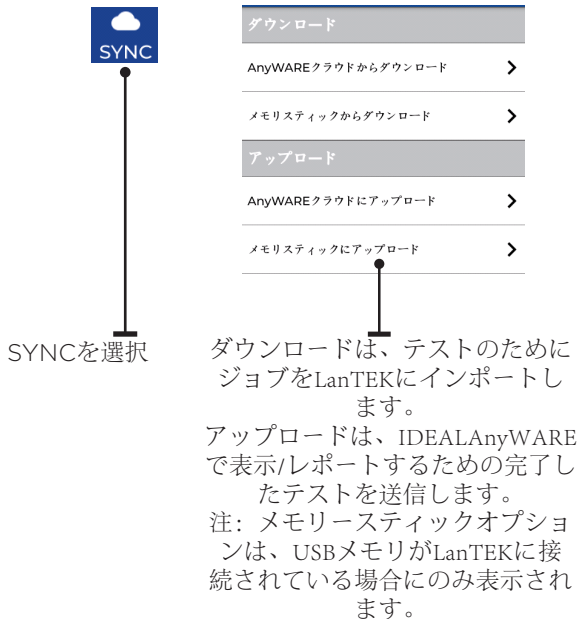 SYNC
ダウンロード
AnyWAREクラウドからダウンロード
メモリスティックからダウンロード
アップロード
AnyWAREクラウドにアップロード
メモリスティックにアップロード
SYNCを選択
ダウンロードは、テストのために
ジョブをLanTEKにインポートし
ます。
アップロードは、IDEALAnyWARE
で表示/レポートするための完了し
たテストを送信します。
注: メモリースティックオプショ
ンは、USBメモリがLanTEKに接
続されている場合にのみ表示され
ます。